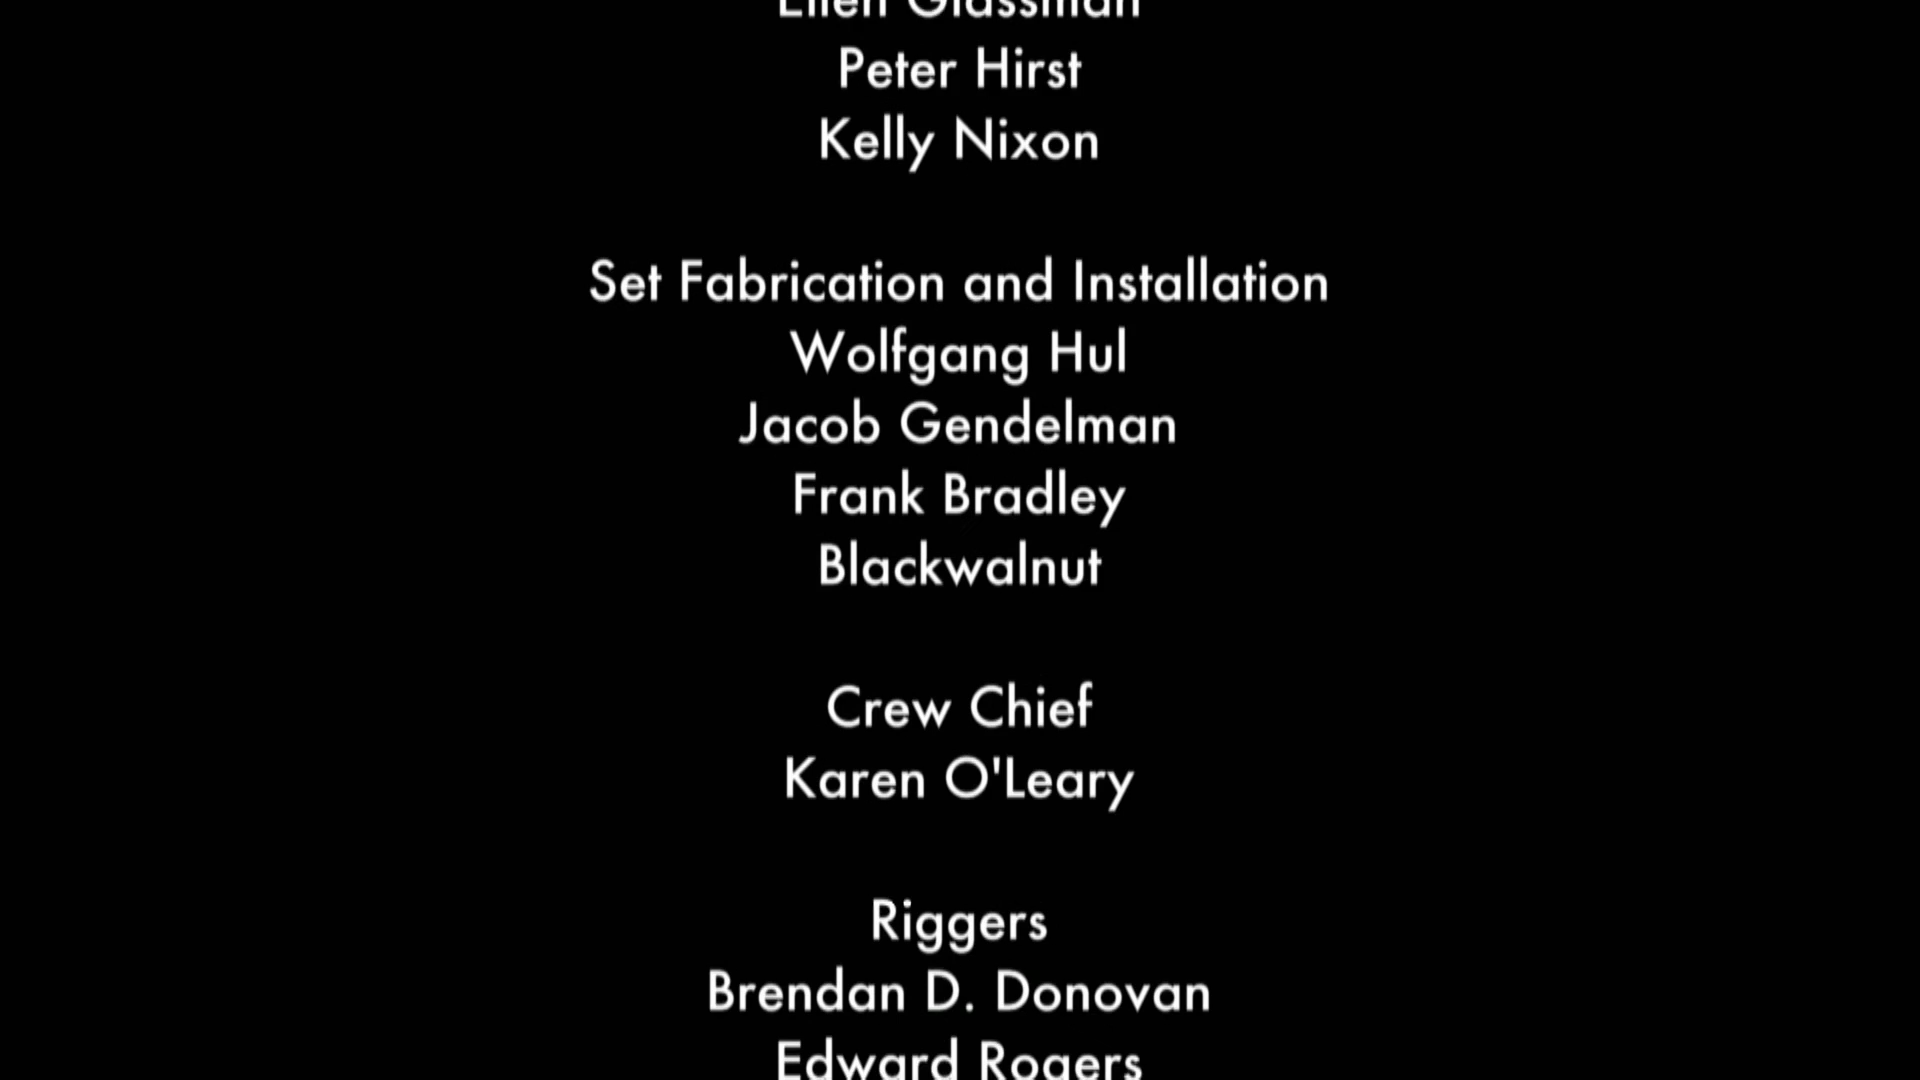 Ellen Glassman
Peter Hirst
Kelly Nixon
Set Fabrication and Installation
Wolfgang Hul
Jacob Gendelman
Frank Bradley
Blackwalnut
Crew Chief
Karen O'Leary
Riggers
Brendan D. Donovan
Edward Rogers